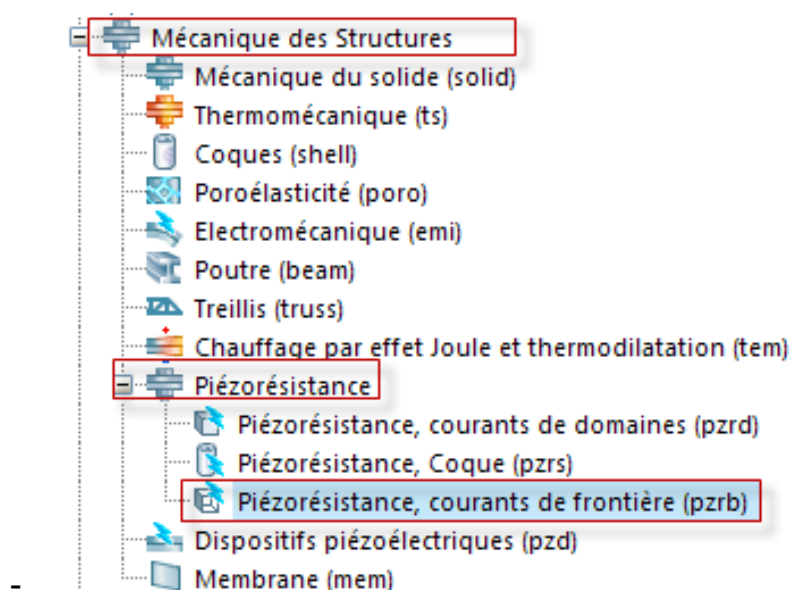 Mécanique des Structures
Mécanique du solide (solid)
Thermomécanique (ts)
Coques (shell)
Poroélasticité (poro)
Electromécanique (emi)
Poutre (beam)
Treillis (truss)
Chauffage par effet Joule et thermodilatation (tem)
Piézorésistance
Piézorésistance, courants de domaines (pzrd)
Piézorésistance, Coque (pzrs)
Piézorésistance, courants de frontière (pzrb)
Dispositifs piézoélectriques (pzd)
- Membrane (mem)